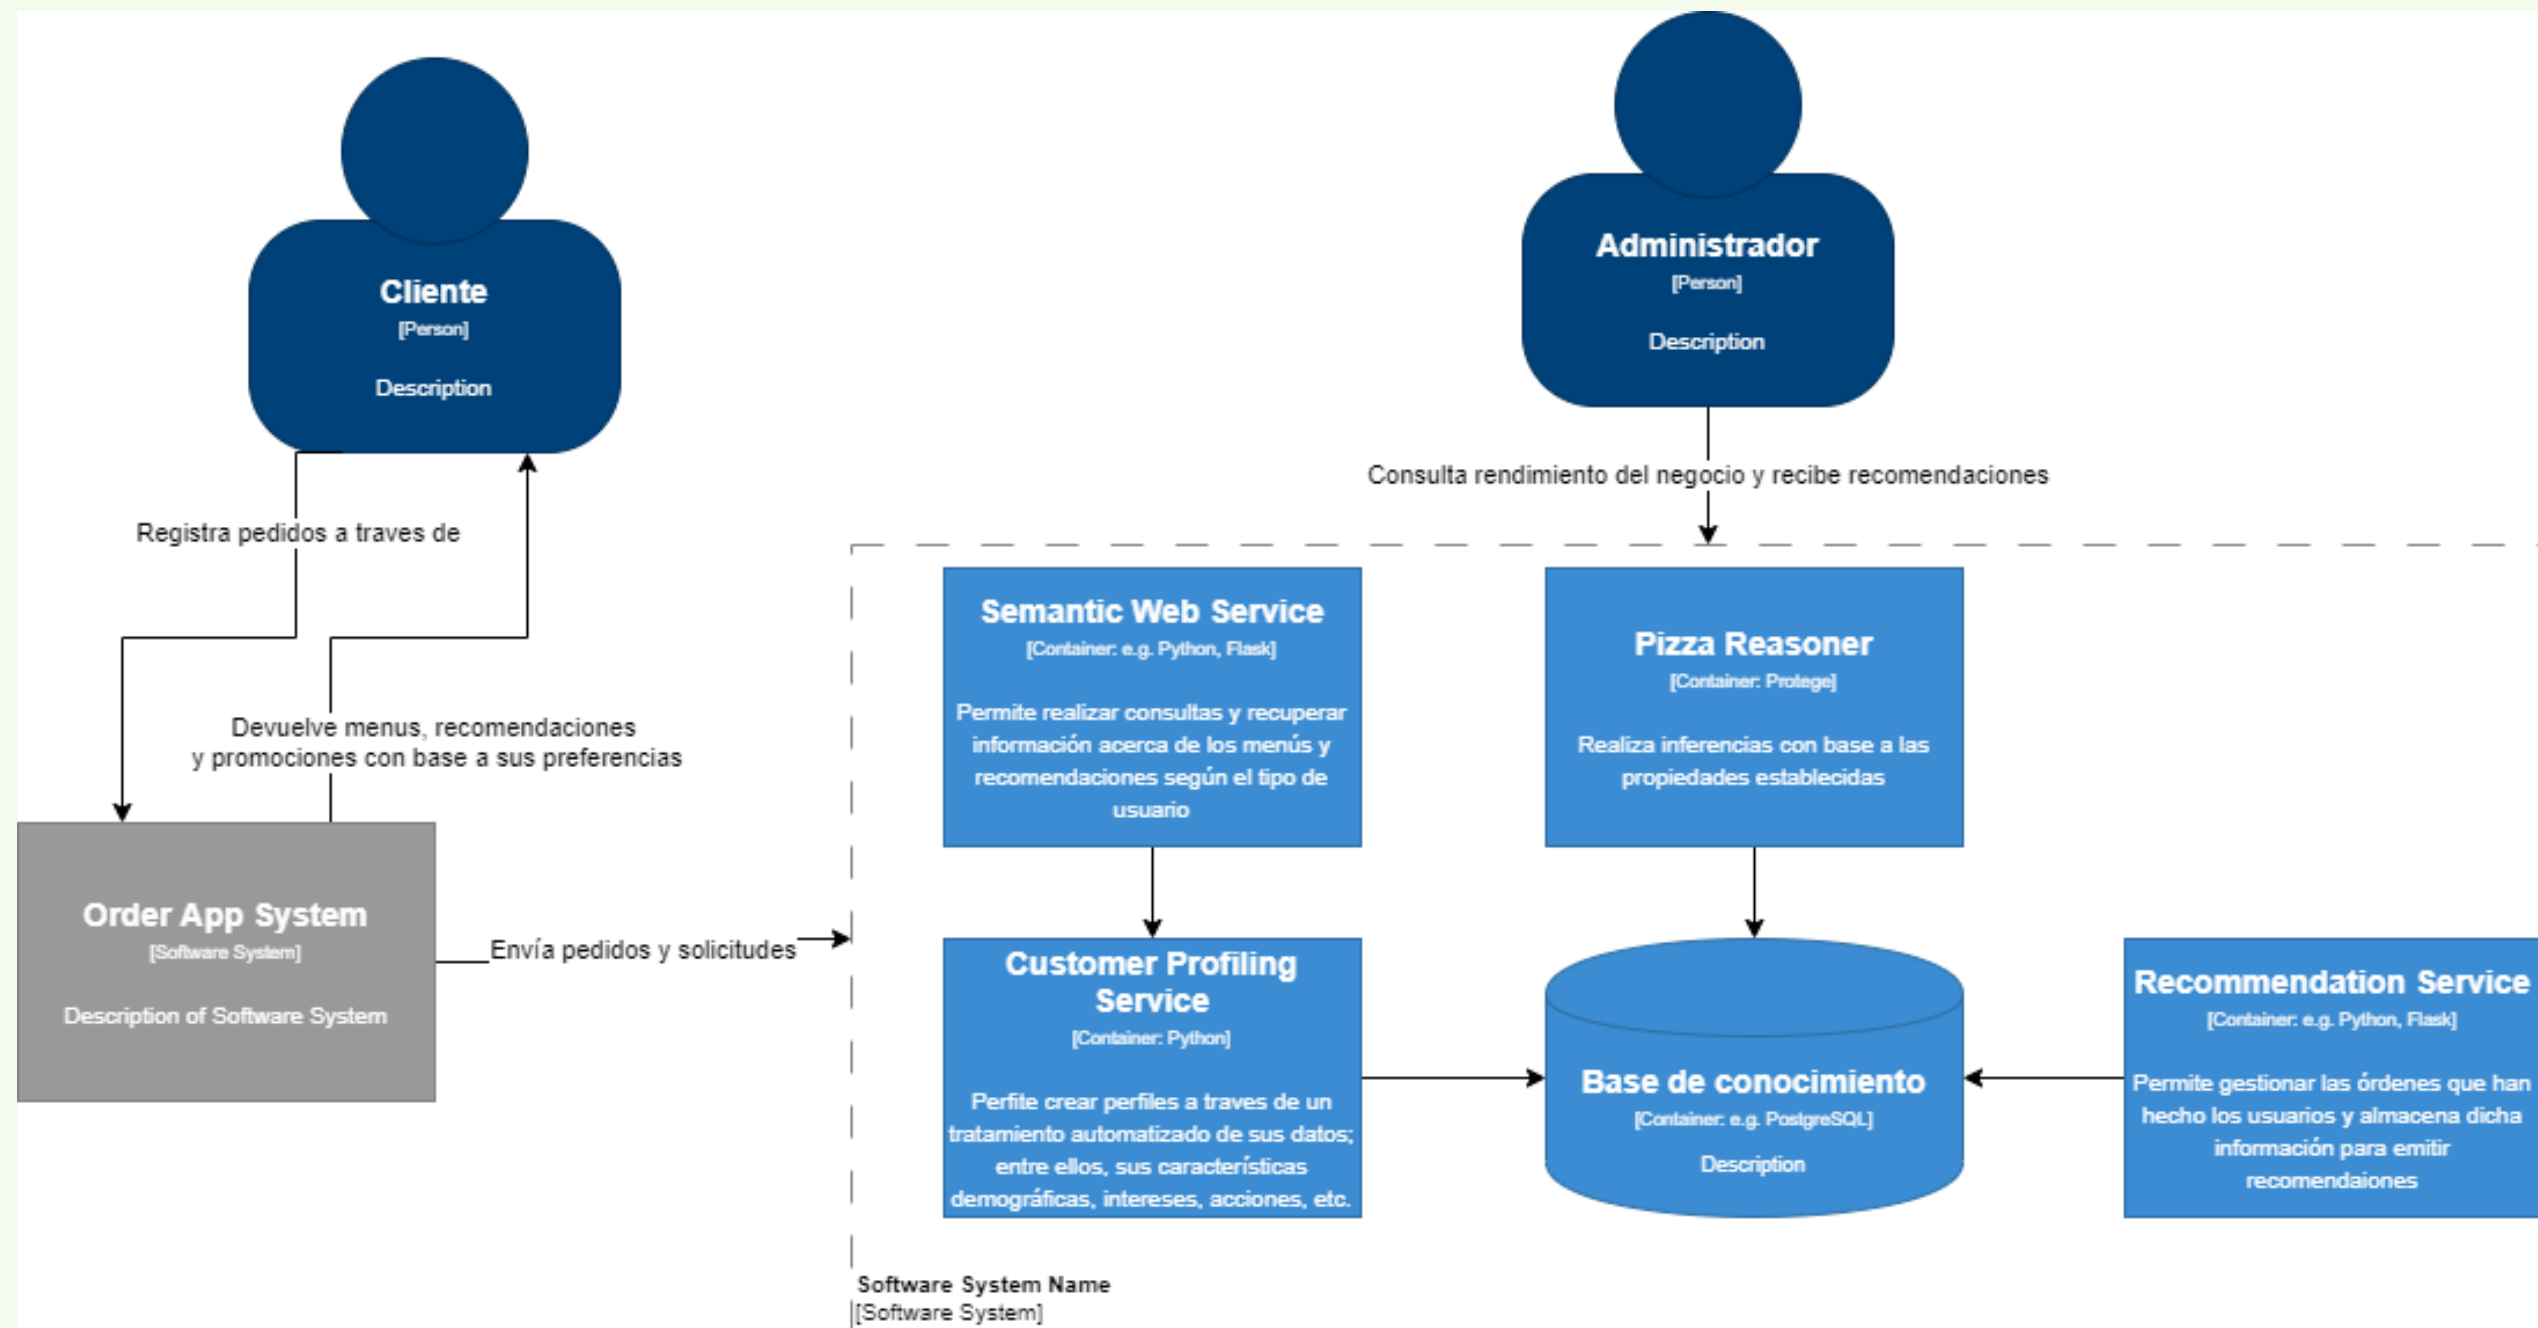 Cliente
[Person]
Description
Administrador
[Person]
Description
Consulta rendimiento del negocio y recibe recomendaciones
Registra pedidos a traves de
Devuelve menus, recomendaciones
y promociones con base a sus preferencias
Order App System
[Software System]
Description of Software System
Envía pedidos y solicitudes
Semantic Web Service
[Container: e.g. Python, Flask]
Permite realizar consultas y recuperar
información acerca de los menús y
recomendaciones según el tipo de
usuario
Pizza Reasoner
[Container: Protege]
Realiza inferencias con base a las
propiedades establecidas
Customer Profiling
Service
[Container: Python]
Perfite crear perfiles a traves de un
tratamiento automatizado de sus datos;
entre ellos, sus características
demográficas, intereses, acciones, etc.
Base de conocimiento
[Container: e.g. PostgreSQL]
Description
Recommendation Service
[Container: e.g. Python, Flask]
Permite gestionar las órdenes que han
hecho los usuarios y almacena dicha
información para emitir
recomendaiones
Software System Name
[Software System]